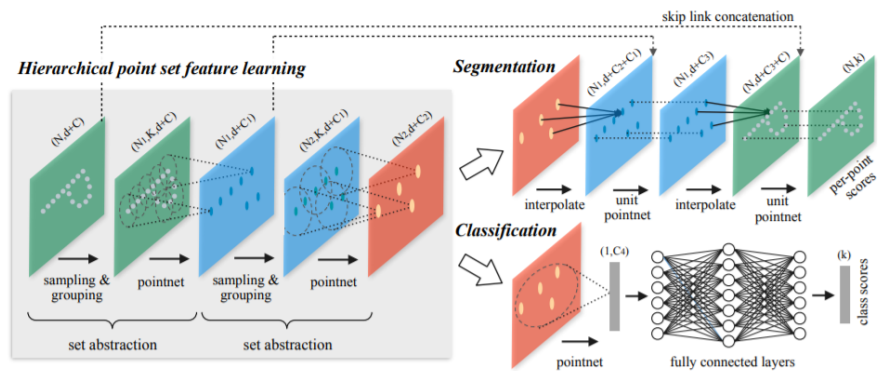 skip link concatenation
Hierarchical point set feature learning
Segmentation
(N,d+C)
(N1,K,d+C)
(N1,d+C1)
(N2,K,d+C1)
(N2,d+C2)
sampling &
grouping
pointnet
sampling &
grouping
pointnet
set abstraction
set abstraction
(N1,d+C2+C1)
(N1,d+C3)
(N,d+C3+C)
(N,k)
interpolate
unit
pointnet
interpolate
unit
pointnet
per-point
scores
Classification
(1,C4)
(k)
class scores
pointnet
fully connected layers